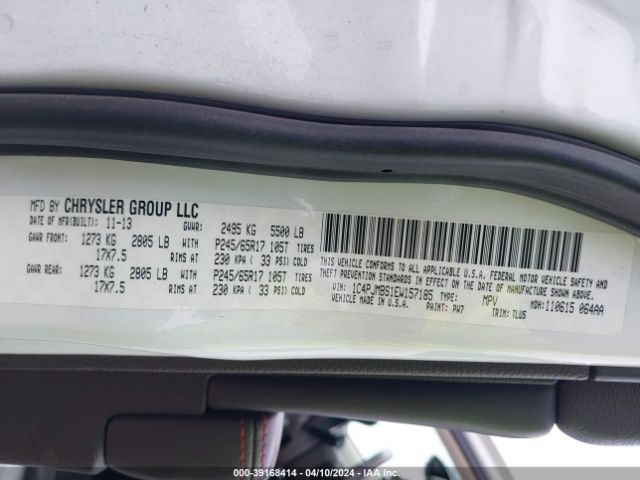 MFD BY CHRYSLER GROUP LLC
DATE OF MFR(BUILT): 11-13 GVWR: 2495 KG 5500 LB
GAWR FRONT: 1273 KG 2805 LB WITH P245/65R17 105T TIRES
17X7.5 RIMS AT 230 KPA ( 33 PSI) COLD
GAWR REAR: 1273 KG 2805 LB WITH P245/65R17 105T TIRES
17X7.5 RIMS AT 230 KPA ( 33 PSI) COLD
THIS VEHICLE CONFORMS TO ALL APPLICABLE U.S.A. FEDERAL MOTOR VEHICLE SAFETY AND
THEFT PREVENTION STANDARDS IN EFFECT ON THE DATE OF MANUFACTURE SHOWN ABOVE.
VIN: 1C4PJMBS1EW157185 TYPE: MPV MDH: 110615 064AA
VEHICLE MADE IN U.S.A. PAINT: PW7 TRIM: TLU5
000-39168414 - 04/10/2024 - IAA Inc.